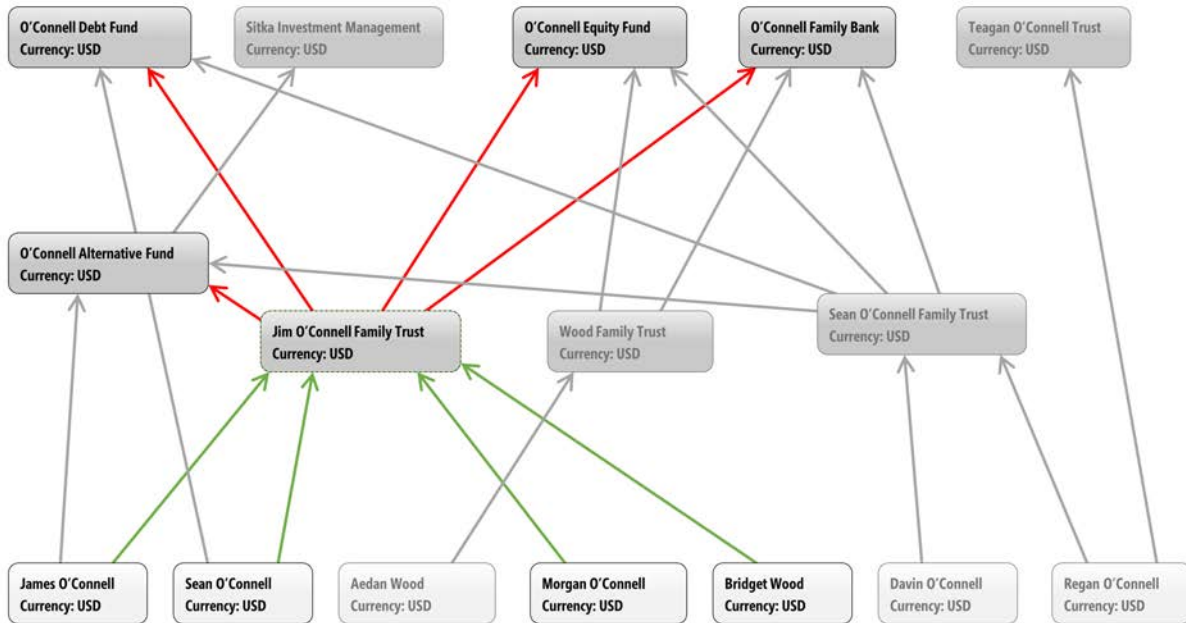 O’Connell Debt Fund
Currency: USD
Sitka Investment Management
Currency: USD
O’Connell Equity Fund
Currency: USD
O’Connell Family Bank
Currency: USD
Teagan O’Connell Trust
Currency: USD
O’Connell Alternative Fund
Currency: USD
Jim O’Connell Family Trust
Currency: USD
Wood Family Trust
Currency: USD
Sean O’Connell Family Trust
Currency: USD
James O’Connell
Currency: USD
Sean O’Connell
Currency: USD
Aedan Wood
Currency: USD
Morgan O’Connell
Currency: USD
Bridget Wood
Currency: USD
Davin O’Connell
Currency: USD
Regan O’Connell
Currency: USD